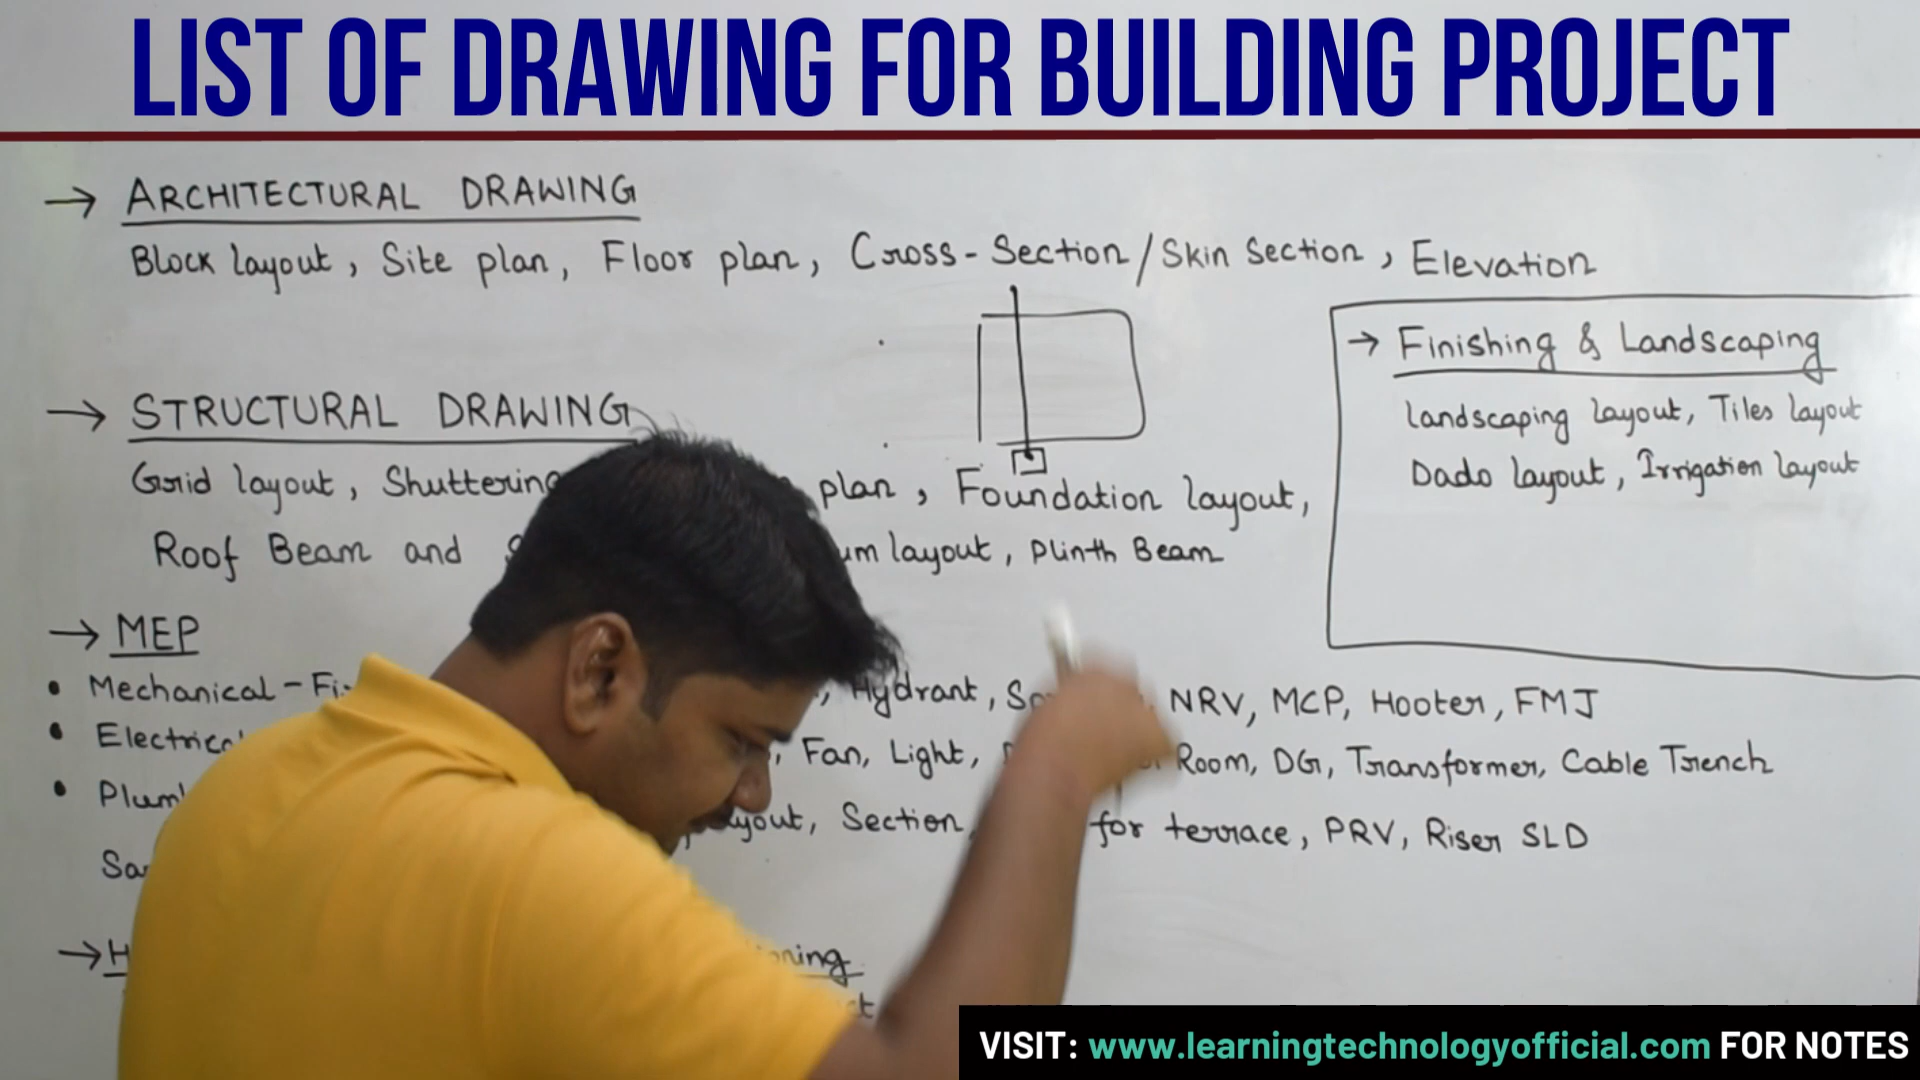 LIST OF DRAWING FOR BUILDING PROJECT
→ ARCHITECTURAL DRAWING
Block layout, Site plan, Floor plan, Cross-Section/Skin Section, Elevation
→ STRUCTURAL DRAWING
Grid layout, Shuttering plan, Foundation layout,
Roof Beam and layout, Plinth Beam
→ MEP
• Mechanical - Hydrant, NRV, MCP, Hooter, FMJ
• Electrical Fan, Light, Room, DG, Transformer, Cable Trench
• layout, Section, for terrace, PRV, Riser SLD
→ Finishing & Landscaping
Landscaping layout, Tiles layout
Dado layout, Irrigation layout
VISIT: www.learningtechnologyofficial.com FOR NOTES